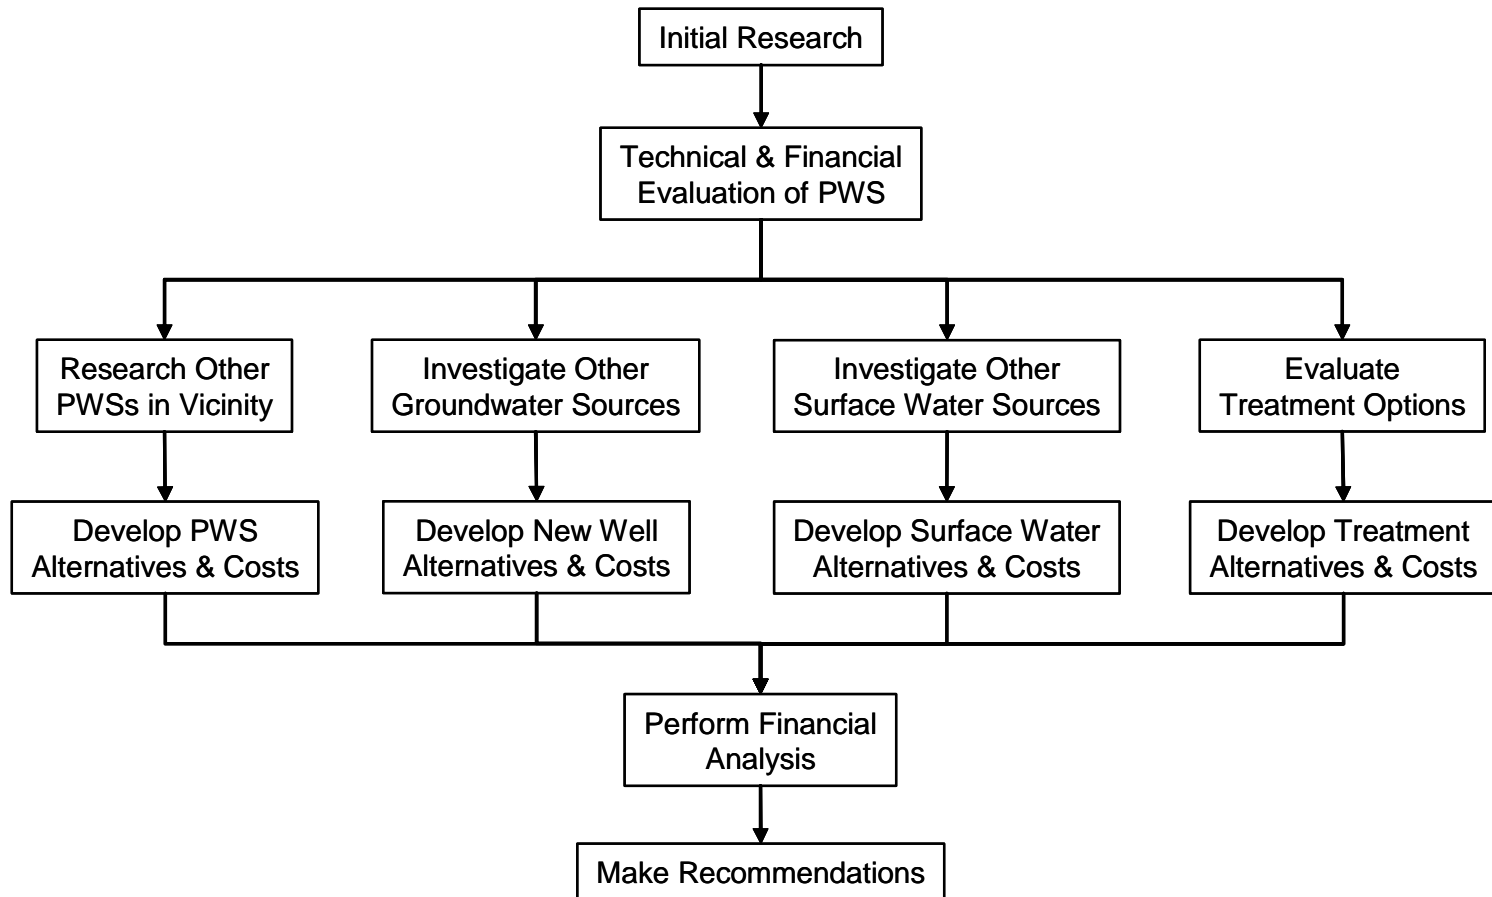 Initial Research
Technical & Financial
Evaluation of PWS
Research Other
PWSs in Vicinity
Investigate Other
Groundwater Sources
Investigate Other
Surface Water Sources
Evaluate
Treatment Options
Develop PWS
Alternatives & Costs
Develop New Well
Alternatives & Costs
Develop Surface Water
Alternatives & Costs
Develop Treatment
Alternatives & Costs
Perform Financial
Analysis
Make Recommendations